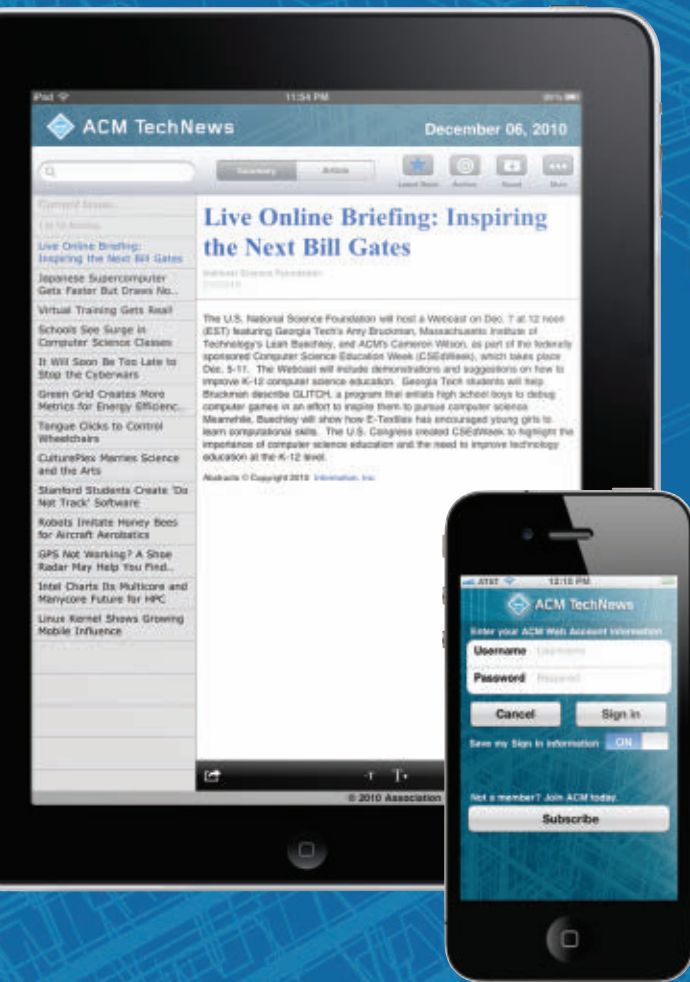 iPad
11:54 PM
ACM TechNews
December 06, 2010
Summary
Article
Latest News
Archive
Saved
More
Current Issue:
Live Online Briefing:
Inspiring the Next Bill Gates
Japanese Supercomputer
Gets Faster But Draws No...
Virtual Training Gets Real!
Schools See Surge in
Computer Science Classes
It Will Soon Be Too Late to
Stop the Cyberwars
Green Grid Creates More
Metrics for Energy Efficienc...
Tongue Clicks to Control
Wheelchairs
CulturePlex Marries Science
and the Arts
Stanford Students Create 'Do
Not Track' Software
Robots Imitate Honey Bees
for Aircraft Aerobatics
GPS Not Working? A Shoe
Radar May Help You Find...
Intel Charts Its Multicore and
Manycore Future for HPC
Linux Kernel Shows Growing
Mobile Influence
Live Online Briefing: Inspiring
the Next Bill Gates
National Science Foundation
The U.S. National Science Foundation will host a Webcast on Dec. 7 at 12 noon
(EST) featuring Georgia Tech's Amy Bruckman, Massachusetts Institute of
Technology's Leah Buechley, and ACM's Cameron Wilson, as part of the federally
sponsored Computer Science Education Week (CSEdWeek), which takes place
Dec. 5-11. The Webcast will include demonstrations and suggestions on how to
improve K-12 computer science education. Georgia Tech students will help
Bruckman describe GLITCH, a program that enlists high school boys to debug
computer games in an effort to inspire them to pursue computer science.
Meanwhile, Buechley will show how E-Textiles has encouraged young girls to
learn computational skills. The U.S. Congress created CSEdWeek to highlight the
importance of computer science education and the need to improve technology
education at the K-12 level.
Abstracts © Copyright 2010 Information, Inc.
-T T+
© 2010 Association
AT&T
12:10 PM
ACM TechNews
Enter your ACM Web Account information
Username Username
Password Required
Cancel
Sign in
Save my Sign In information ON
Not a member? Join ACM today.
Subscribe